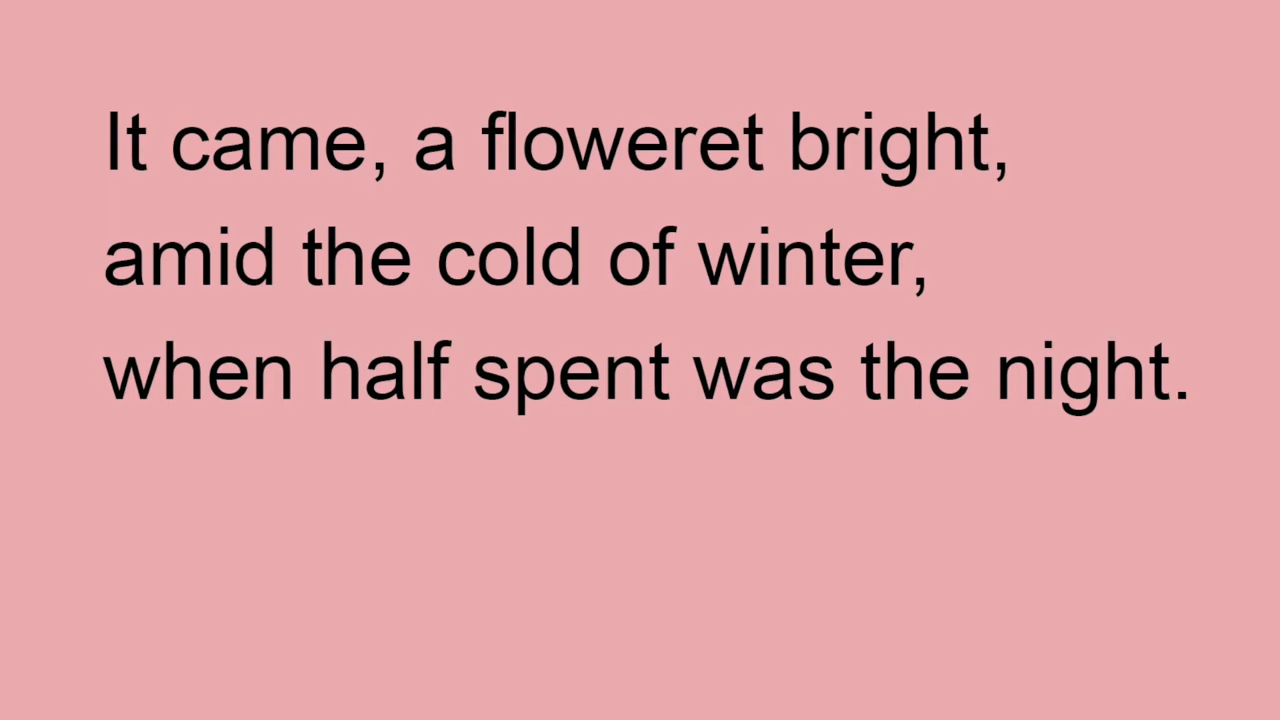 It came, a floweret bright,
amid the cold of winter,
when half spent was the night.